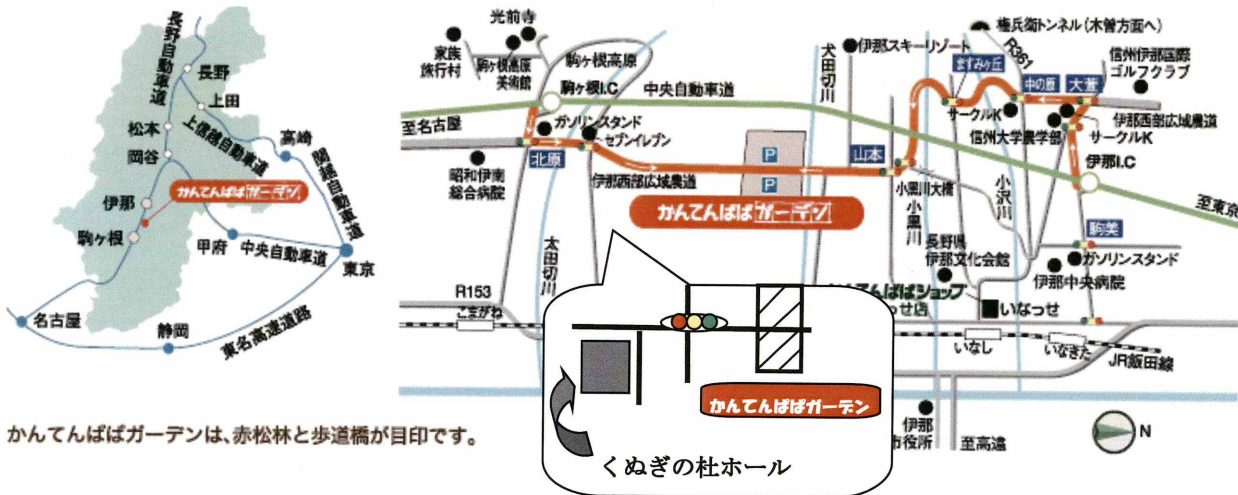 長野自動車道
長野
上田
松本
岡谷
上信越自動車道
高崎
関越自動車道
かんてんぱぱガーデン
伊那
駒ヶ根
甲府
中央自動車道
東京
名古屋
静岡
東名高速道路
かんてんぱぱガーデンは、赤松林と歩道橋が目印です。
光前寺
家族
旅行村
駒ヶ根高原
美術館
駒ヶ根高原
駒ヶ根I.C
中央自動車道
至名古屋
ガソリンスタンド
セブンイレブン
北原
昭和伊南
総合病院
伊那西部広域農道
太田切川
犬田切川
伊那スキーリゾート
P
P
山本
かんてんぱぱガーデン
小黒川大橋
小黒川
ますみヶ丘
サークルK
権兵衛トンネル(木曽方面へ)
R361
中の原
大萱
信州伊那国際
ゴルフクラブ
伊那西部広域農道
サークルK
信州大学農学部
伊那I.C
小沢川
至東京
駒美
ガソリンスタンド
伊那中央病院
長野県
伊那文化会館
んてんぱぱショップ
っせ店
いなっせ
R153
こまがね
いなし
いなきた
JR飯田線
伊那
市役所
至高遠
N
かんてんぱぱガーデン
くぬぎの杜ホール